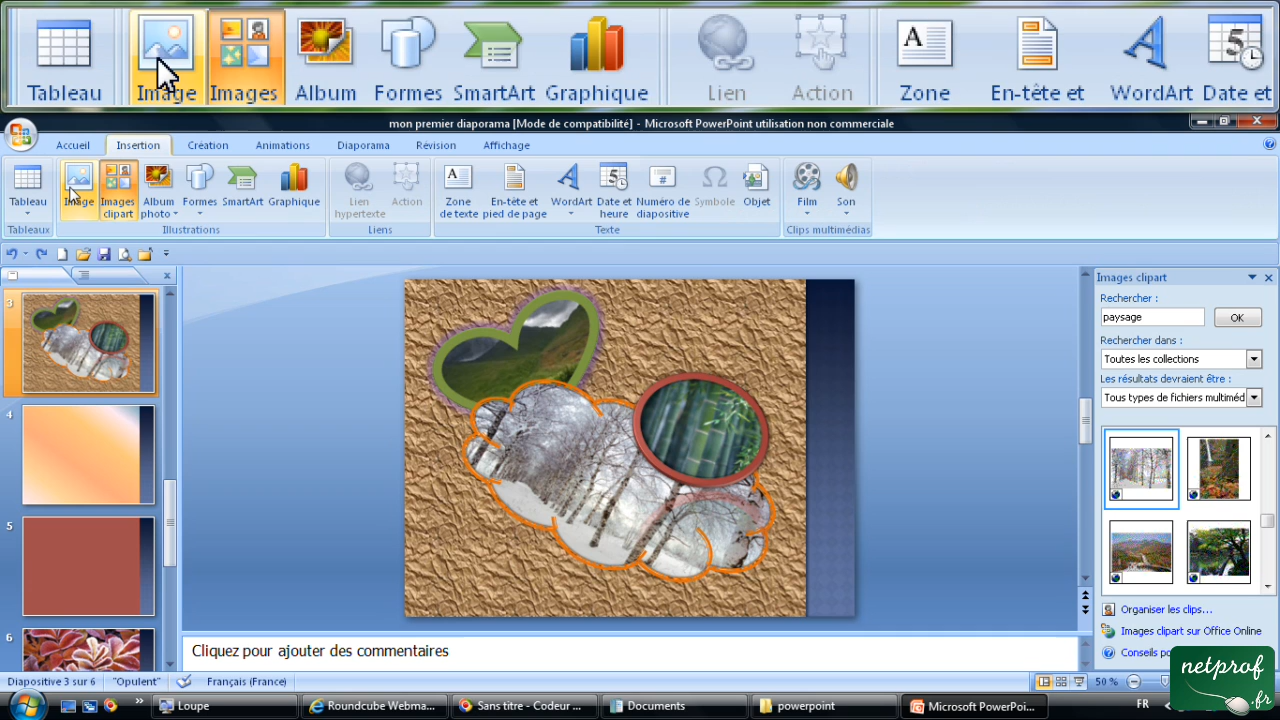 Tableau Image Images Album Formes SmartArt Graphique Lien Action Zone En-tête et WordArt Date et
mon premier diaporama [Mode de compatibilité] - Microsoft PowerPoint utilisation non commerciale
Accueil Insertion Création Animations Diaporama Révision Affichage
Tableau Image Images Album Formes SmartArt Graphique Lien Action Zone En-tête et WordArt Date et Numéro de Symbole Objet Film Son
clipart photo hypertexte de texte pied de page heure diapositive
Tableaux Illustrations Liens Texte Clips multimédias
Images clipart
Rechercher :
paysage OK
Rechercher dans :
Toutes les collections
Les résultats devraient être :
Tous types de fichiers multiméd
3
4
5
6
Organiser les clips...
Images clipart sur Office Online
Conseils po
Cliquez pour ajouter des commentaires
Diapositive 3 sur 6 "Opulent" Français (France) 50 %
netprof
.fr
Loupe Roundcube Webma... Sans titre - Codeur ... Documents powerpoint Microsoft PowerPoi... FR